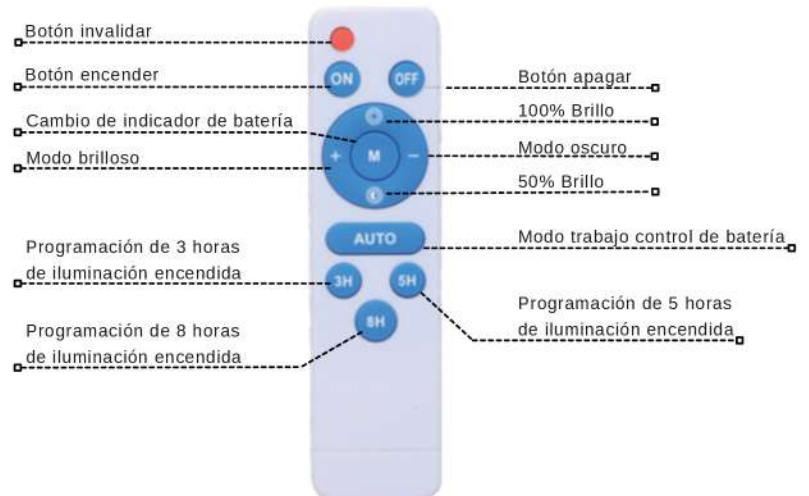 Botón invalidar
Botón encender
ON
OFF
Botón apagar
Cambio de indicador de batería
100% Brillo
Modo brilloso
+
M
−
Modo oscuro
50% Brillo
AUTO
Modo trabajo control de batería
Programación de 3 horas
de iluminación encendida
3H
5H
Programación de 5 horas
de iluminación encendida
Programación de 8 horas
de iluminación encendida
8H